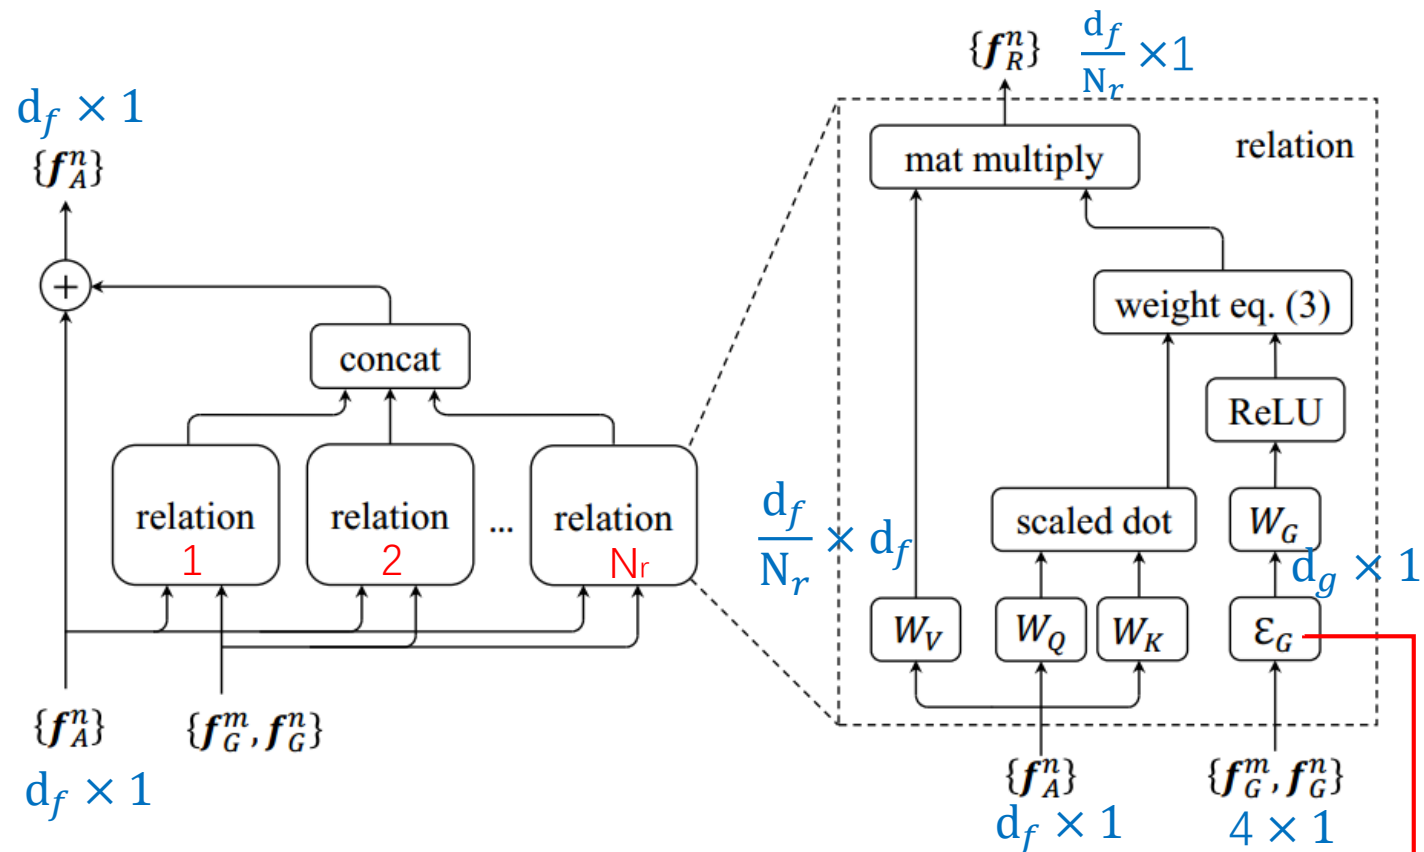 d_f × 1
{f_A^n}
+
concat
relation 1
relation 2
...
relation Nr
{f_A^n}
d_f × 1
{f_G^m, f_G^n}
{f_R^n}
d_f/N_r ×1
relation
mat multiply
weight eq. (3)
ReLU
scaled dot
W_G
d_f/N_r × d_f
d_g × 1
W_V
W_Q
W_K
Ɛ_G
{f_A^n}
d_f × 1
{f_G^m, f_G^n}
4 × 1